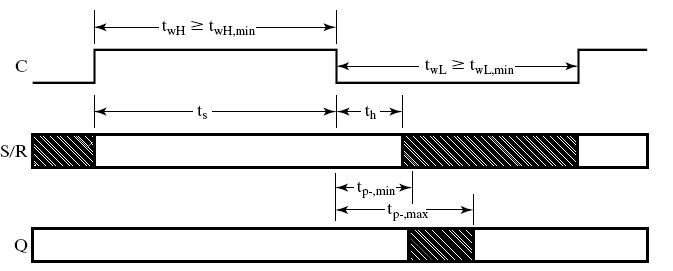 twH ≥ twH,min
C
twL ≥ twL,min
ts
th
S/R
tp-,min
tp-,max
Q